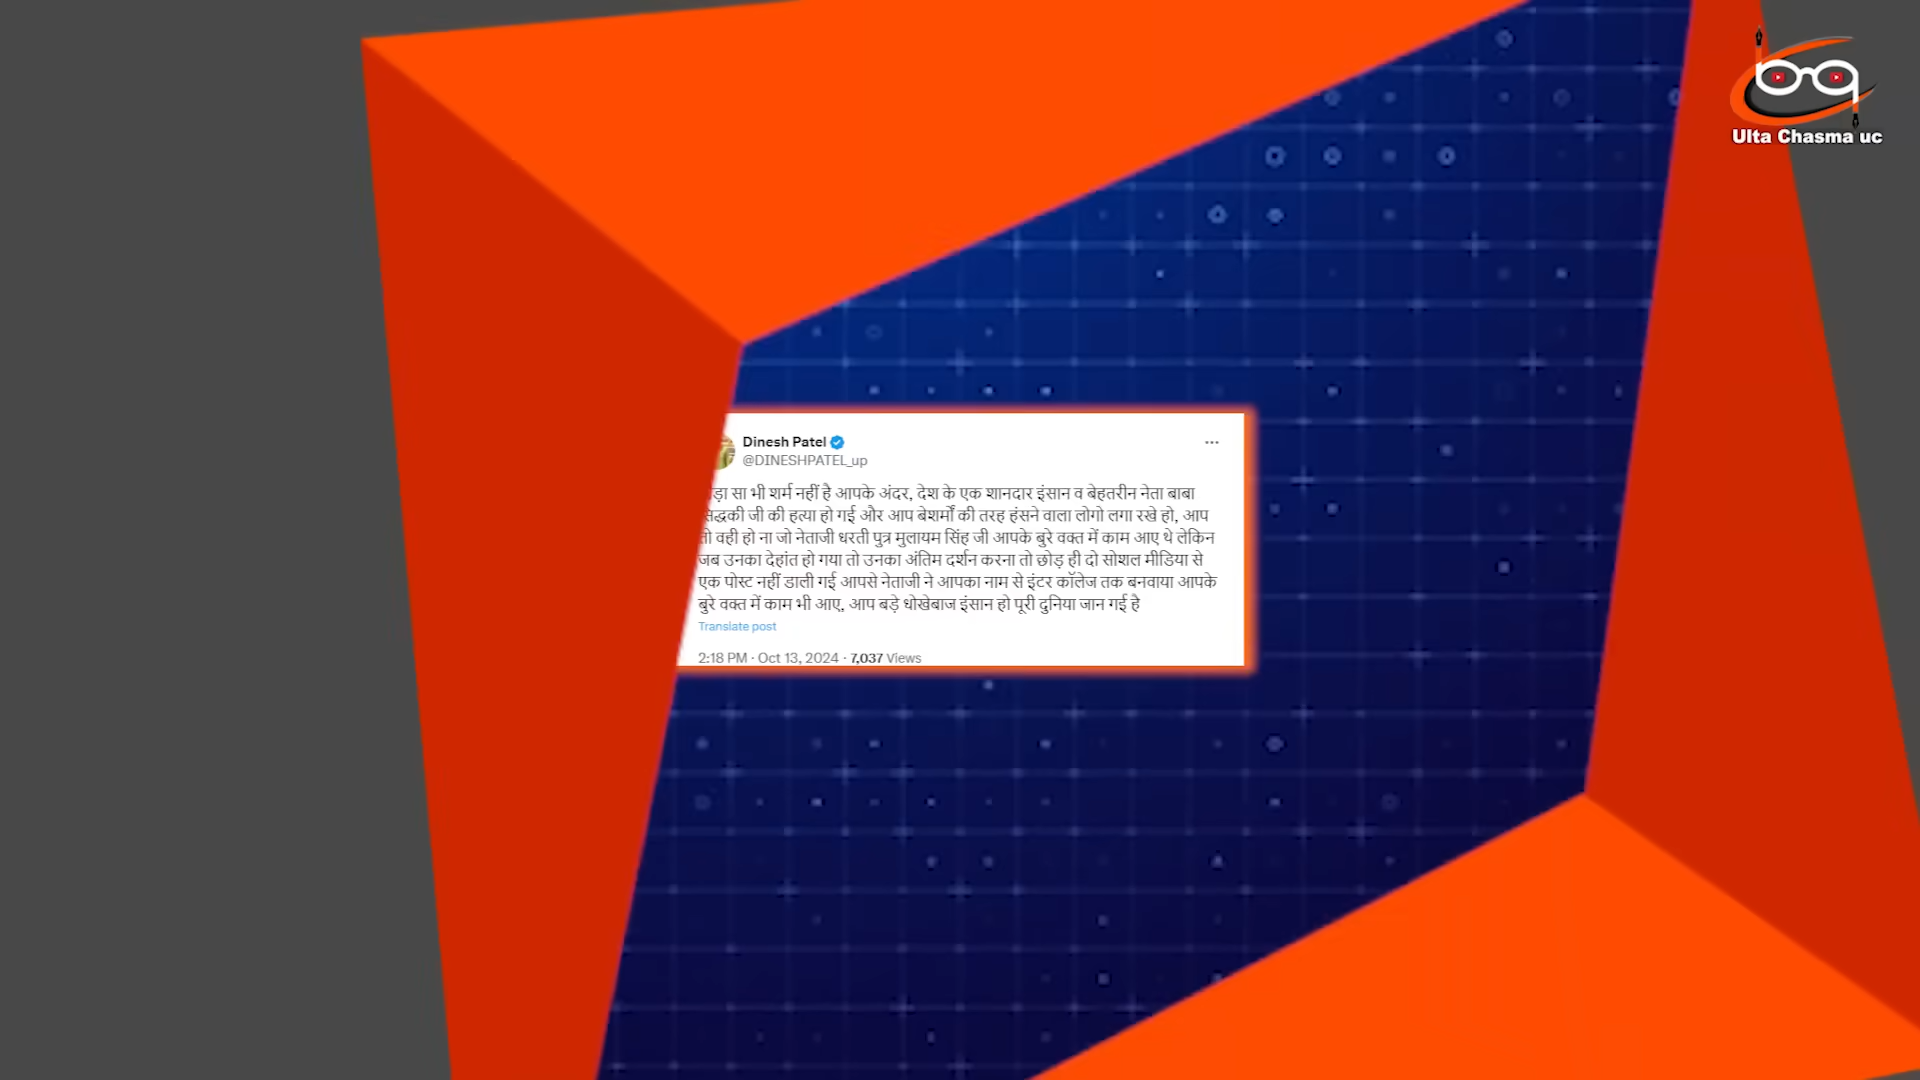 Ulta Chasma uc
Dinesh Patel
@DINESHPATEL_up
सा भी शर्म नहीं है आपके अंदर, देश के एक शानदार इंसान व बेहतरीन नेता बाबा
जी की हत्या हो गई और आप बेशर्मों की तरह हंसने वाला लोगो लगा रखे हो, आप
वही हो ना जो नेताजी धरती पुत्र मुलायम सिंह जी आपके बुरे वक्त में काम आए थे लेकिन
जब उनका देहांत हो गया तो उनका अंतिम दर्शन करना तो छोड़ ही दो सोशल मीडिया से
एक पोस्ट नहीं डाली गई आपसे नेताजी ने आपका नाम से इंटर कॉलेज तक बनवाया आपके
बुरे वक्त में काम भी आए, आप बड़े धोखेबाज इंसान हो पूरी दुनिया जान गई है
Translate post
2:18 PM · Oct 13, 2024 · 7,037 Views